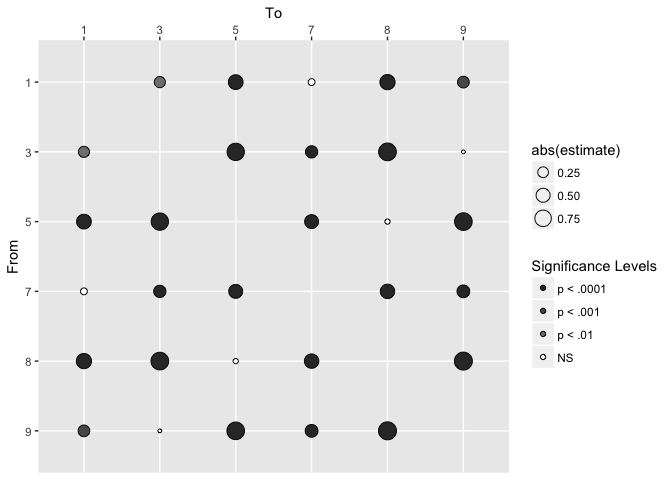 To
1 3 5 7 8 9
From
1
3
5
7
8
9
abs(estimate)
0.25
0.50
0.75
Significance Levels
p < .0001
p < .001
p < .01
NS